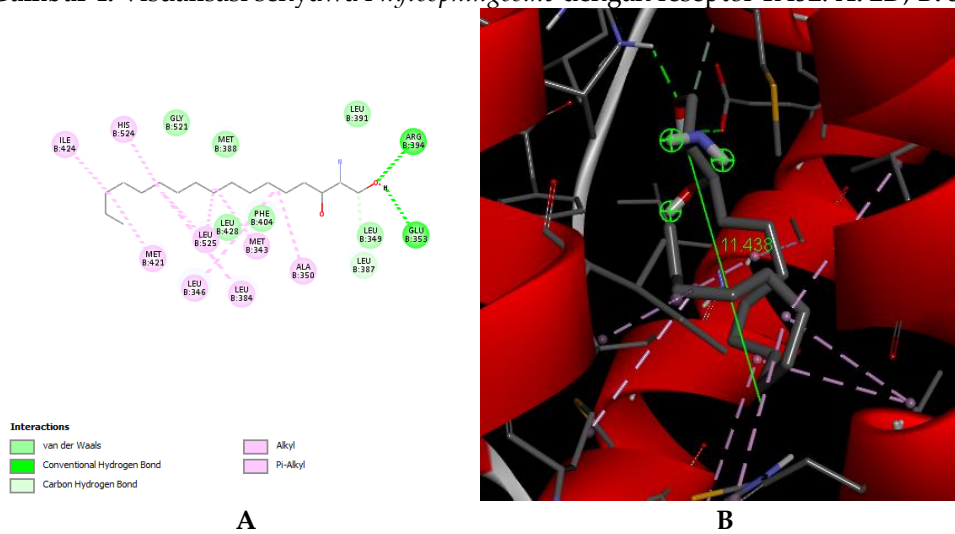 LEU
B:391
GLY
B:521
HIS
B:524
ILE
B:424
MET
B:388
ARG
B:394
PHE
B:404
LEU
B:428
LEU
B:349
GLU
B:353
LEU
B:525
MET
B:343
MET
B:421
LEU
B:387
ALA
B:350
LEU
B:346
LEU
B:384
H
11.438
Interactions
van der Waals
Conventional Hydrogen Bond
Carbon Hydrogen Bond
Alkyl
Pi-Alkyl
A
B